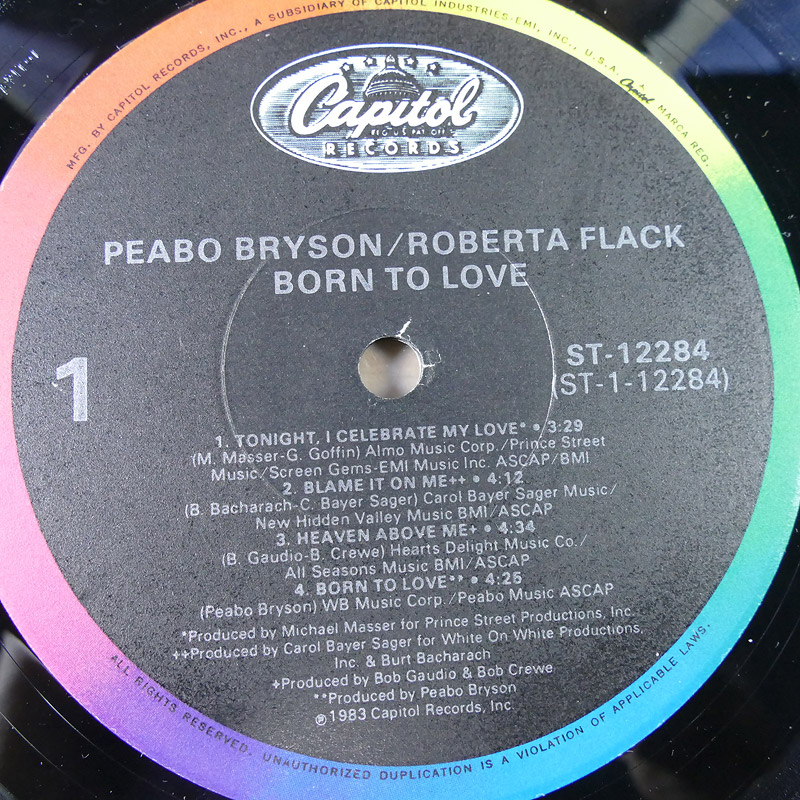 MFG. BY CAPITOL RECORDS, INC., A SUBSIDIARY OF CAPITOL INDUSTRIES-EMI, INC., U.S.A. Capitol MARCA REG.
Capitol
REG US PAT OFF
RECORDS
PEABO BRYSON/ROBERTA FLACK
BORN TO LOVE
1
ST-12284
(ST-1-12284)
1. TONIGHT, I CELEBRATE MY LOVE* • 3:29
(M. Masser-G. Goffin) Almo Music Corp./Prince Street
Music/Screen Gems-EMI Music Inc. ASCAP/BMI
2. BLAME IT ON ME++ • 4:12
(B. Bacharach-C. Bayer Sager) Carol Bayer Sager Music/
New Hidden Valley Music BMI/ASCAP
3. HEAVEN ABOVE ME+ • 4:34
(B. Gaudio-B. Crewe) Hearts Delight Music Co./
All Seasons Music BMI/ASCAP
4. BORN TO LOVE** • 4:25
(Peabo Bryson) WB Music Corp./Peabo Music ASCAP
*Produced by Michael Masser for Prince Street Productions, Inc.
++Produced by Carol Bayer Sager for White On White Productions,
Inc. & Burt Bacharach
+Produced by Bob Gaudio & Bob Crewe
**Produced by Peabo Bryson
℗1983 Capitol Records, Inc.
ALL RIGHTS RESERVED. UNAUTHORIZED DUPLICATION IS A VIOLATION OF APPLICABLE LAWS.